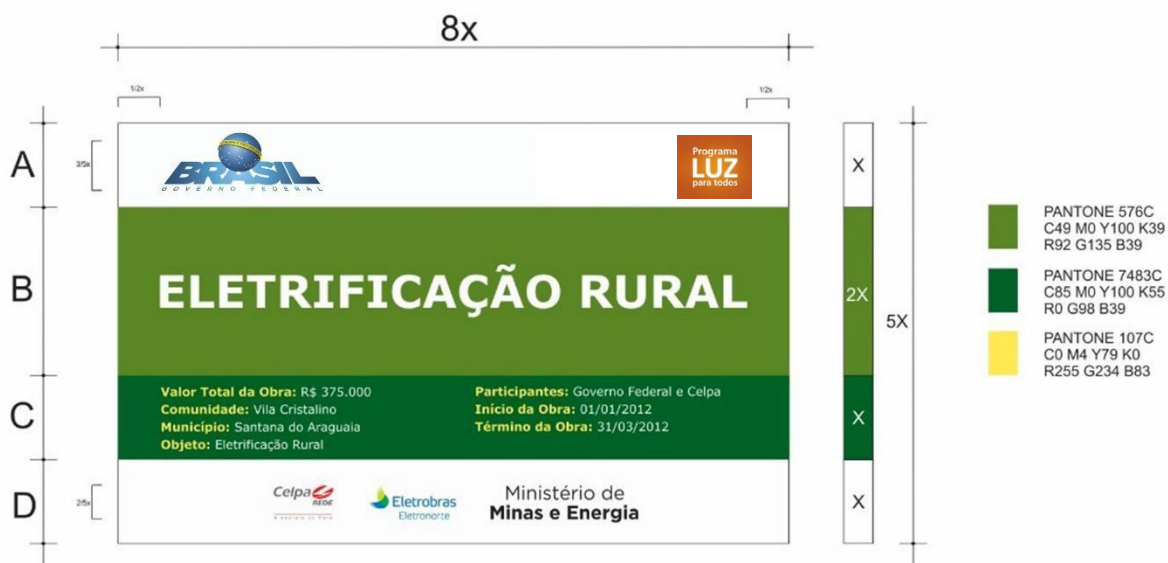 8x
1/2x
1/2x
A
3/5x
BRASIL
GOVERNO FEDERAL
Programa
LUZ
para todos
X
B
ELETRIFICAÇÃO RURAL
2X
5X
PANTONE 576C
C49 M0 Y100 K39
R92 G135 B39
PANTONE 7483C
C85 M0 Y100 K55
R0 G98 B39
PANTONE 107C
C0 M4 Y79 K0
R255 G234 B83
C
Valor Total da Obra: R$ 375.000
Comunidade: Vila Cristalino
Município: Santana do Araguaia
Objeto: Eletrificação Rural
Participantes: Governo Federal e Celpa
Início da Obra: 01/01/2012
Término da Obra: 31/03/2012
X
D
2/5x
Celpa
REDE
A energia do Pará
Eletrobras
Eletronorte
Ministério de
Minas e Energia
X